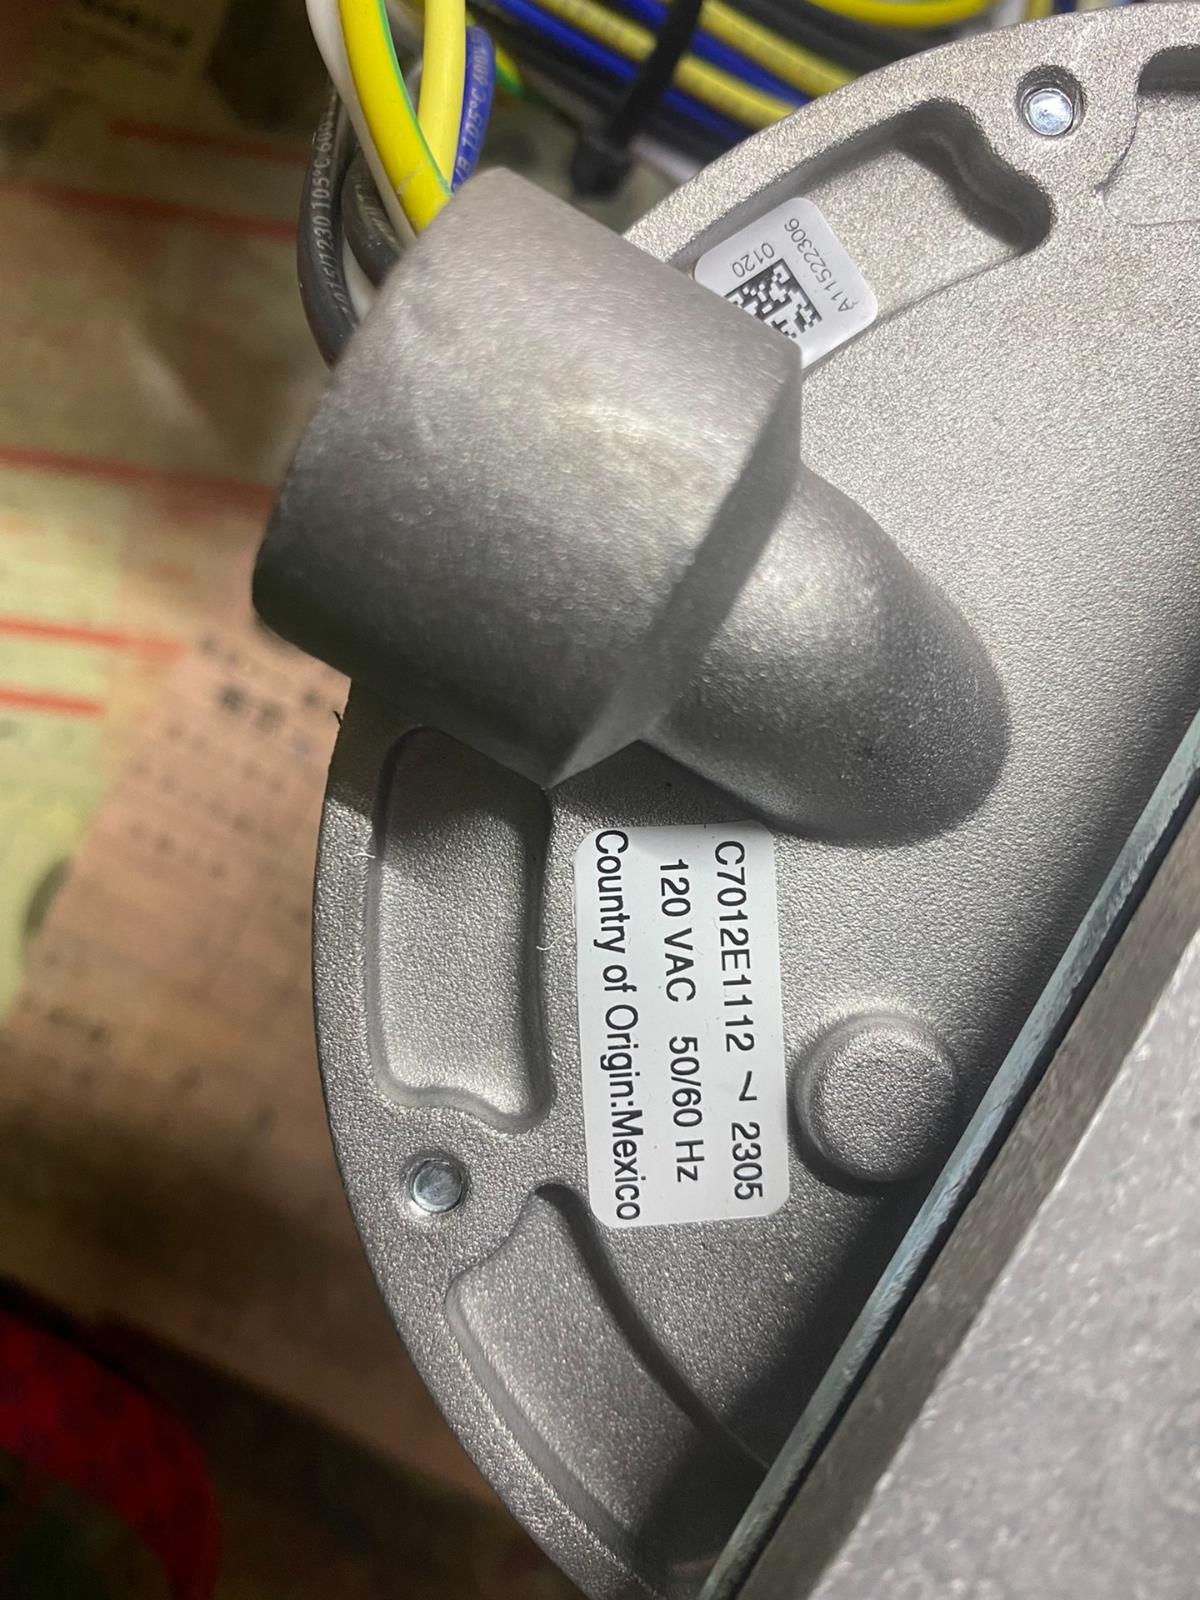 C7012E1112 ~ 2305
120 VAC 50/60 Hz
Country of Origin:Mexico
A11522306
0120